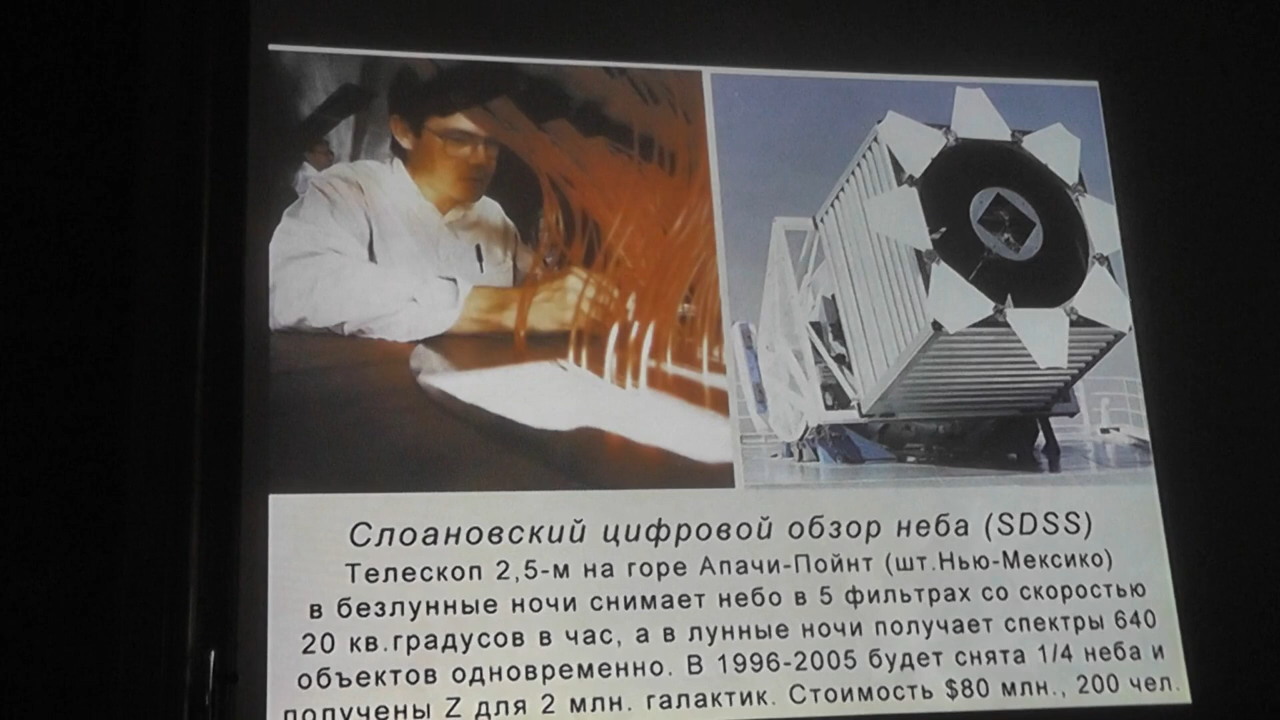 Слоановский цифровой обзор неба (SDSS)
Телескоп 2,5-м на горе Апачи-Пойнт (шт.Нью-Мексико)
в безлунные ночи снимает небо в 5 фильтрах со скоростью
20 кв.градусов в час, а в лунные ночи получает спектры 640
объектов одновременно. В 1996-2005 будет снята 1/4 неба и
получены Z для 2 млн. галактик. Стоимость $80 млн., 200 чел.